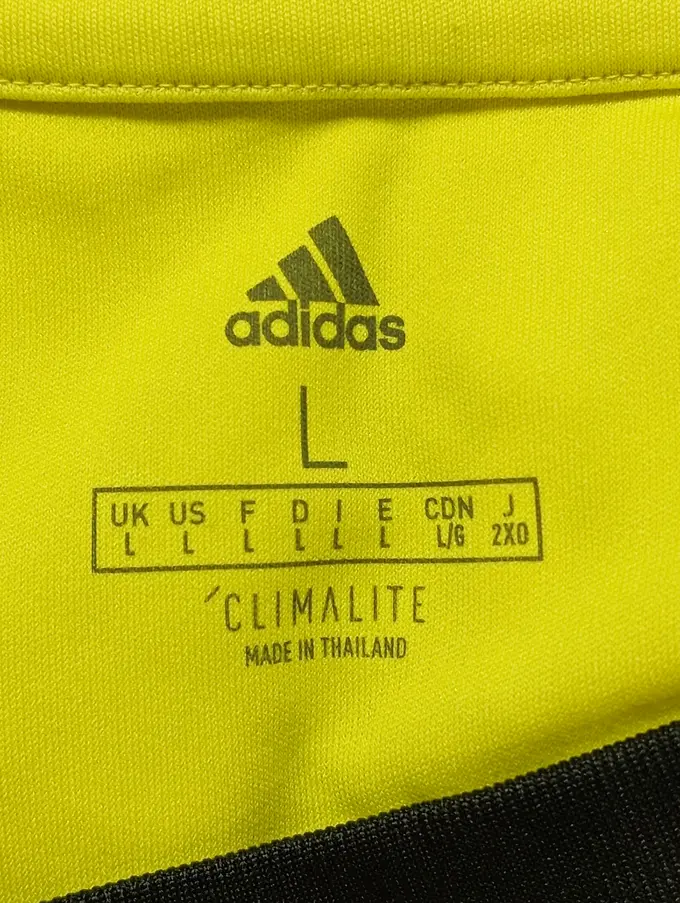 adidas
L
UK US F D I E CDN J
L L L L L L L/G 2XO
´CLIMALITE
MADE IN THAILAND